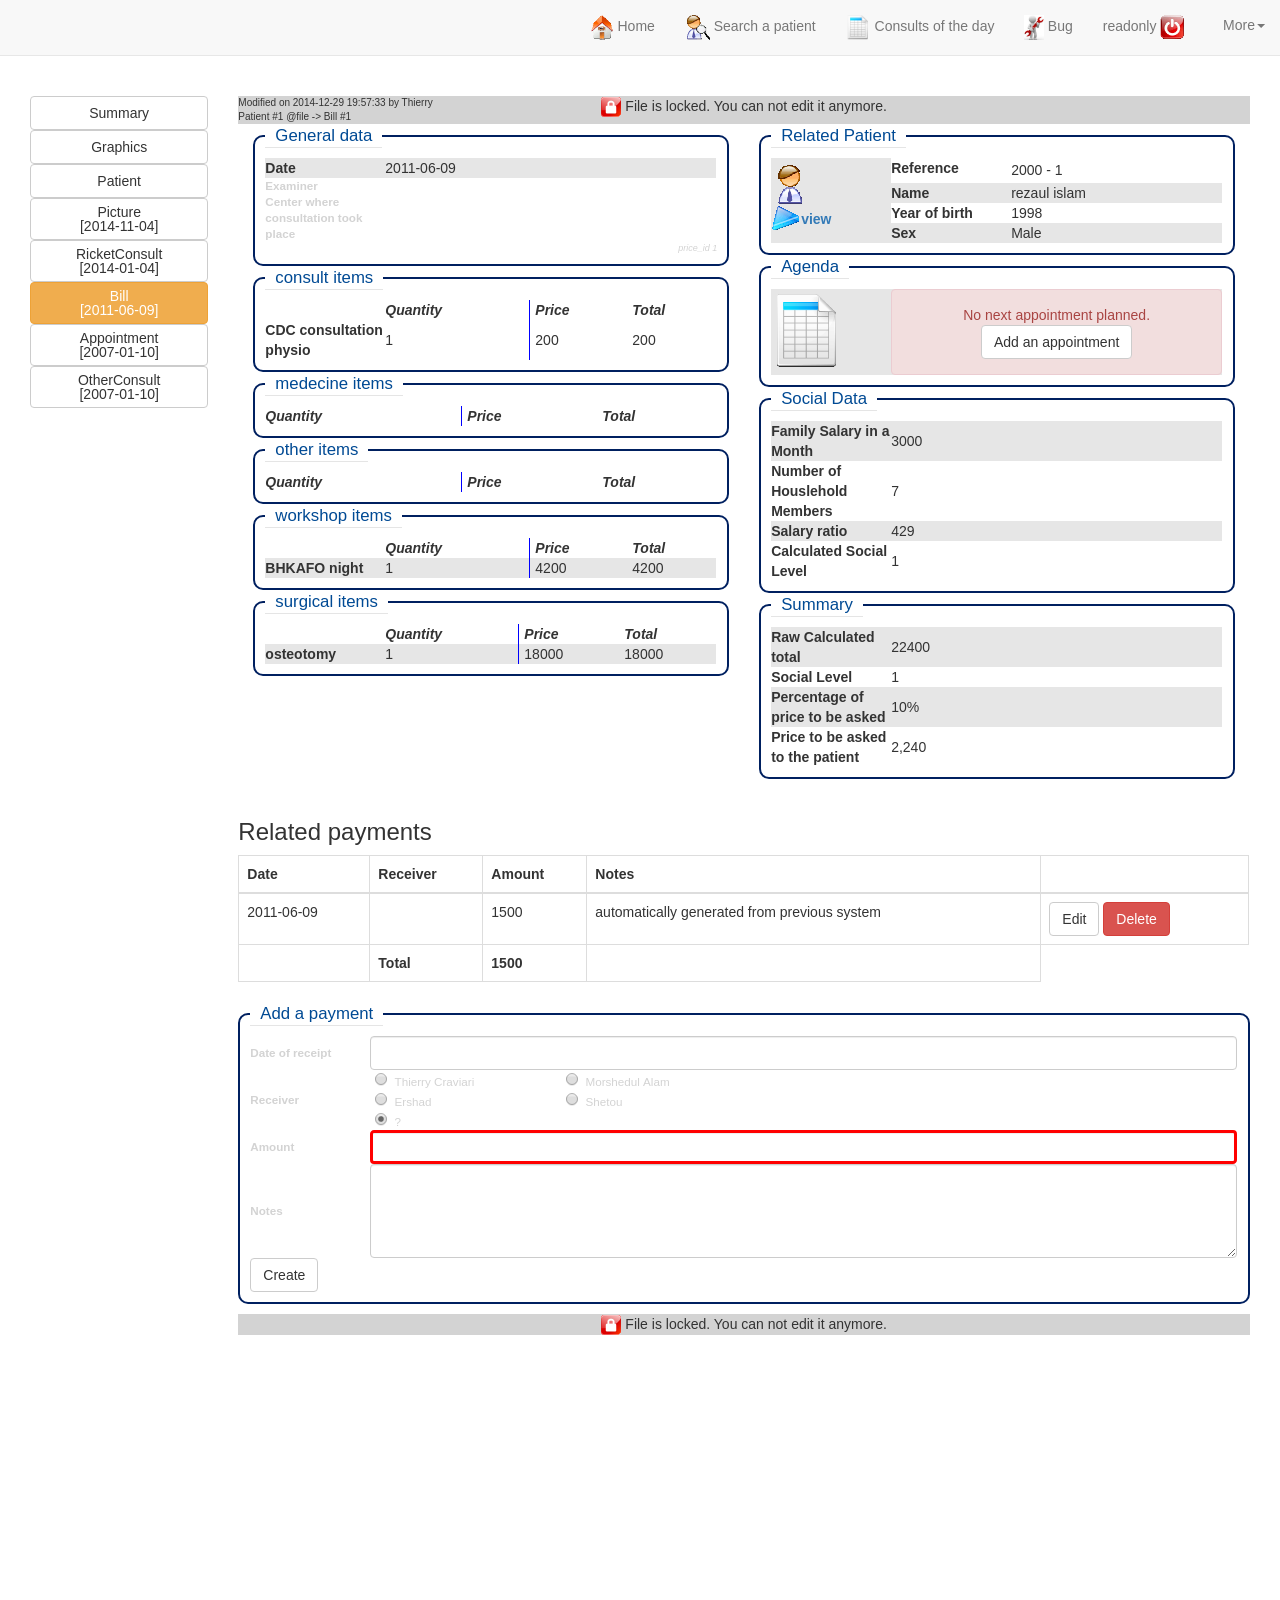 Home
Search a patient
Consults of the day
Bug
readonly
More
Summary
Graphics
Patient
Picture
[2014-11-04]
RicketConsult
[2014-01-04]
Bill
[2011-06-09]
Appointment
[2007-01-10]
OtherConsult
[2007-01-10]
Modified on 2014-12-29 19:57:33 by Thierry
Patient #1 @file -> Bill #1
File is locked. You can not edit it anymore.
General data
Date 2011-06-09
Examiner
Center where
consultation took
place
price_id 1
consult items
Quantity Price Total
CDC consultation
physio 1 200 200
medecine items
Quantity Price Total
other items
Quantity Price Total
workshop items
Quantity Price Total
BHKAFO night 1 4200 4200
surgical items
Quantity Price Total
osteotomy 1 18000 18000
Related Patient
view
Reference 2000 - 1
Name rezaul islam
Year of birth 1998
Sex Male
Agenda
No next appointment planned.
Add an appointment
Social Data
Family Salary in a
Month 3000
Number of
Houslehold
Members 7
Salary ratio 429
Calculated Social
Level 1
Summary
Raw Calculated
total 22400
Social Level 1
Percentage of
price to be asked 10%
Price to be asked
to the patient 2,240
Related payments
Date Receiver Amount Notes
2011-06-09 1500 automatically generated from previous system Edit Delete
Total 1500
Add a payment
Date of receipt
Receiver
Thierry Craviari Morshedul Alam
Ershad Shetou
?
Amount
Notes
Create
File is locked. You can not edit it anymore.